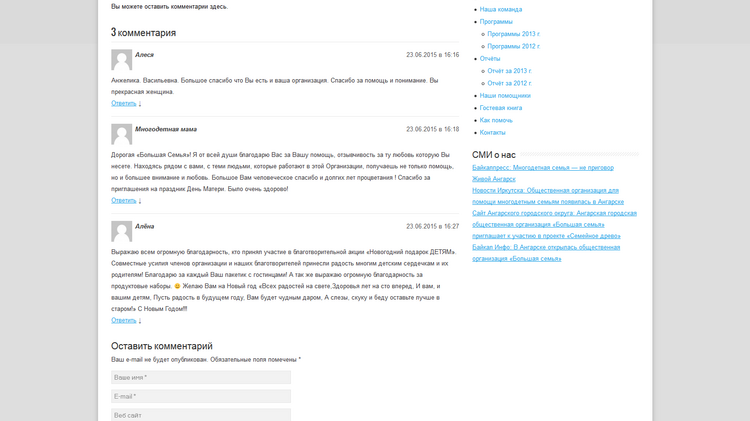 Вы можете оставить комментарии здесь.
3 комментария
Алеся
23.06.2015 в 16:16
Анжелика. Васильевна. Большое спасибо что Вы есть и ваша организация. Спасибо за помощь и понимание. Вы
прекрасная женщина.
Ответить ↓
Многодетная мама
23.06.2015 в 16:18
Дорогая «Большая Семья»! Я от всей души благодарю Вас за Вашу помощь, отзывчивость за ту любовь которую Вы
несете. Находясь рядом с вами, с теми людьми, которые работают в этой Организации, получаешь не только помощь,
но и большее внимание и любовь. Большое Вам человеческое спасибо и долгих лет процветания ! Спасибо за
приглашения на праздник День Матери. Было очень здорово!
Ответить ↓
Алёна
23.06.2015 в 16:27
Выражаю всем огромную благодарность, кто принял участие в благотворительной акции «Новогодний подарок ДЕТЯМ».
Совместные усилия членов организации и наших благотворителей принесли радость многим детским сердечкам и их
родителям! Благодарю за каждый Ваш пакетик с гостинцами! А так же выражаю огромную благодарность за
продуктовые наборы. 🙂 Желаю Вам на Новый год «Всех радостей на свете,Здоровья лет на сто вперед, И вам, и
вашим детям, Пусть радость в будущем году, Вам будет чудным даром, А слезы, скуку и беду оставьте лучше в
старом!» С Новым Годом!!!
Ответить ↓
Оставить комментарий
Ваш e-mail не будет опубликован. Обязательные поля помечены *
Ваше имя *
E-mail *
Веб сайт
Наша команда
Программы
Программы 2013 г.
Программы 2012 г.
Отчёты
Отчёт за 2013 г.
Отчёт за 2012 г.
Наши помощники
Гостевая книга
Как помочь
Контакты
СМИ о нас
Байкалпресс: Многодетная семья — не приговор
Живой Ангарск
Новости Иркутска: Общественная организация для
помощи многодетным семьям появилась в Ангарске
Сайт Ангарского городского округа: Ангарская городская
общественная организация «Большая семья»
приглашает к участию в проекте «Семейное древо»
Байкал Инфо: В Ангарске открылась общественная
организация «Большая семья»